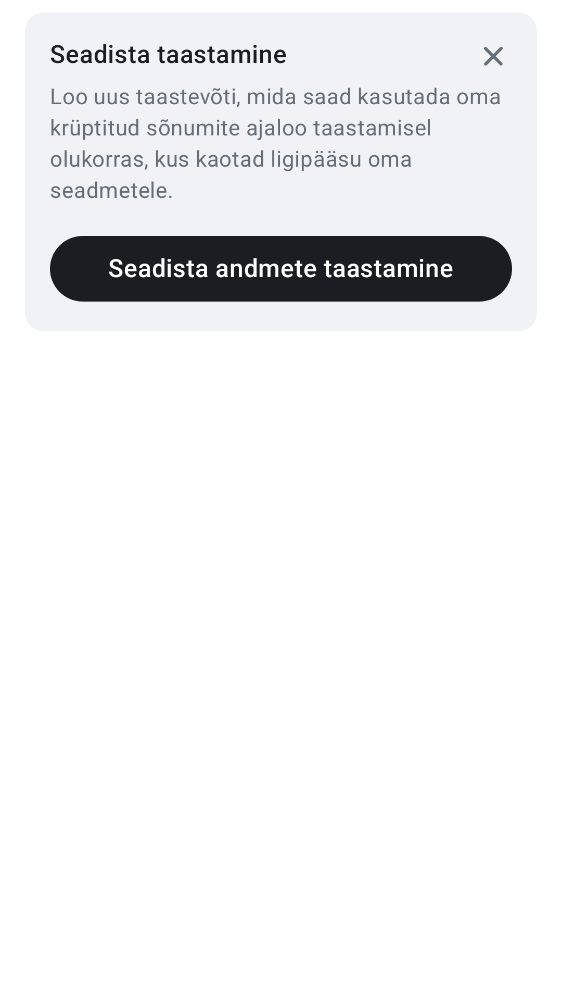 Seadista taastamine
Loo uus taastevõti, mida saad kasutada oma
krüptitud sõnumite ajaloo taastamisel
olukorras, kus kaotad ligipääsu oma
seadmetele.
Seadista andmete taastamine